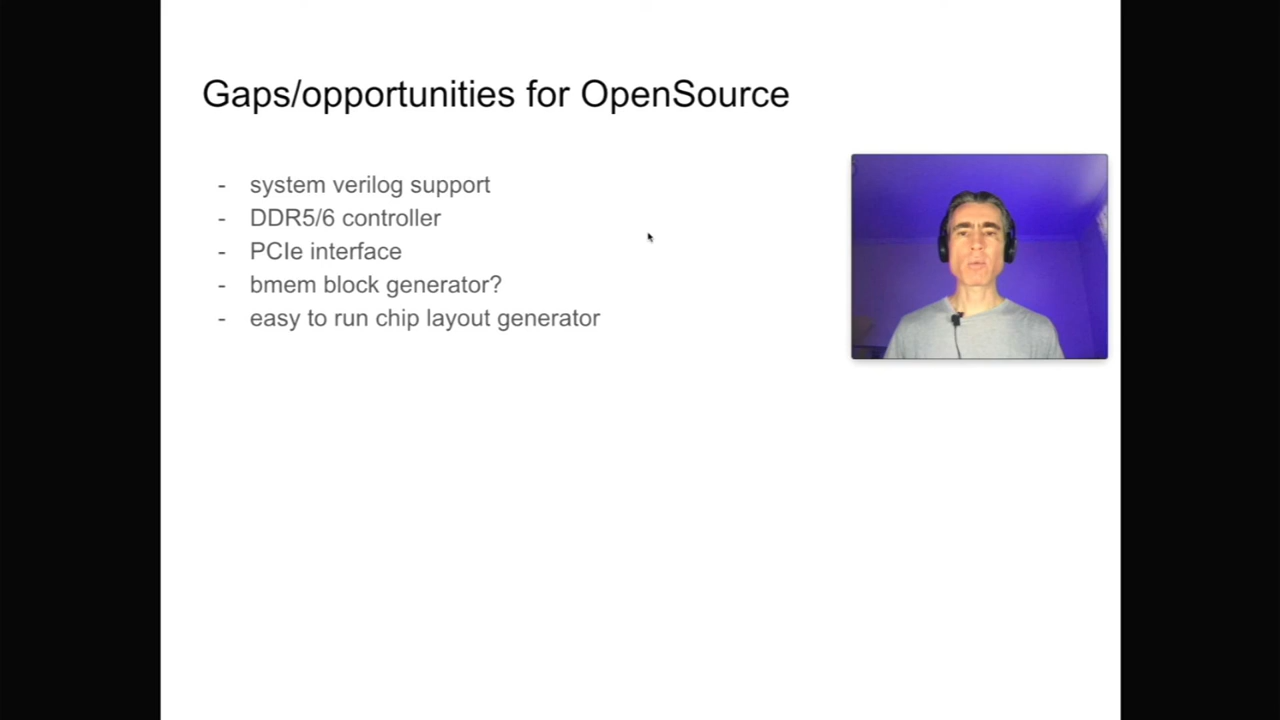 Gaps/opportunities for OpenSource
- system verilog support
- DDR5/6 controller
- PCIe interface
- bmem block generator?
- easy to run chip layout generator